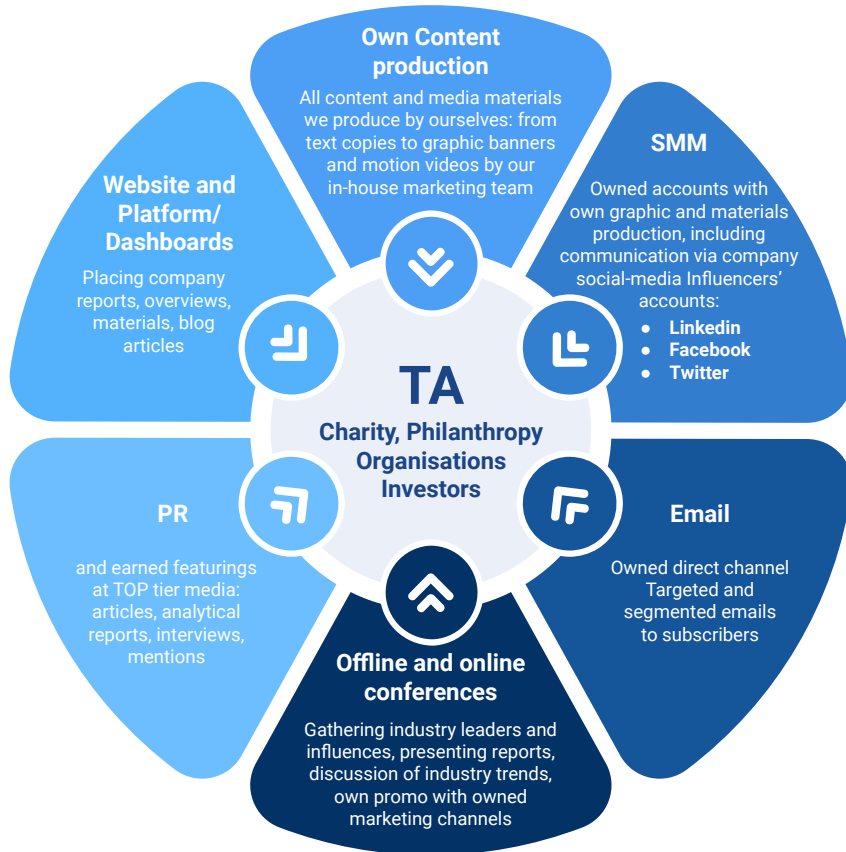 Own Content
production
All content and media materials
we produce by ourselves: from
text copies to graphic banners
and motion videos by our
in-house marketing team
SMM
Owned accounts with
own graphic and materials
production, including
communication via company
social-media Influencers’
accounts:
● Linkedin
● Facebook
● Twitter
Email
Owned direct channel
Targeted and
segmented emails
to subscribers
Offline and online
conferences
Gathering industry leaders and
influences, presenting reports,
discussion of industry trends,
own promo with owned
marketing channels
PR
and earned featurings
at TOP tier media:
articles, analytical
reports, interviews,
mentions
Website and
Platform/
Dashboards
Placing company
reports, overviews,
materials, blog
articles
TA
Charity, Philanthropy
Organisations
Investors